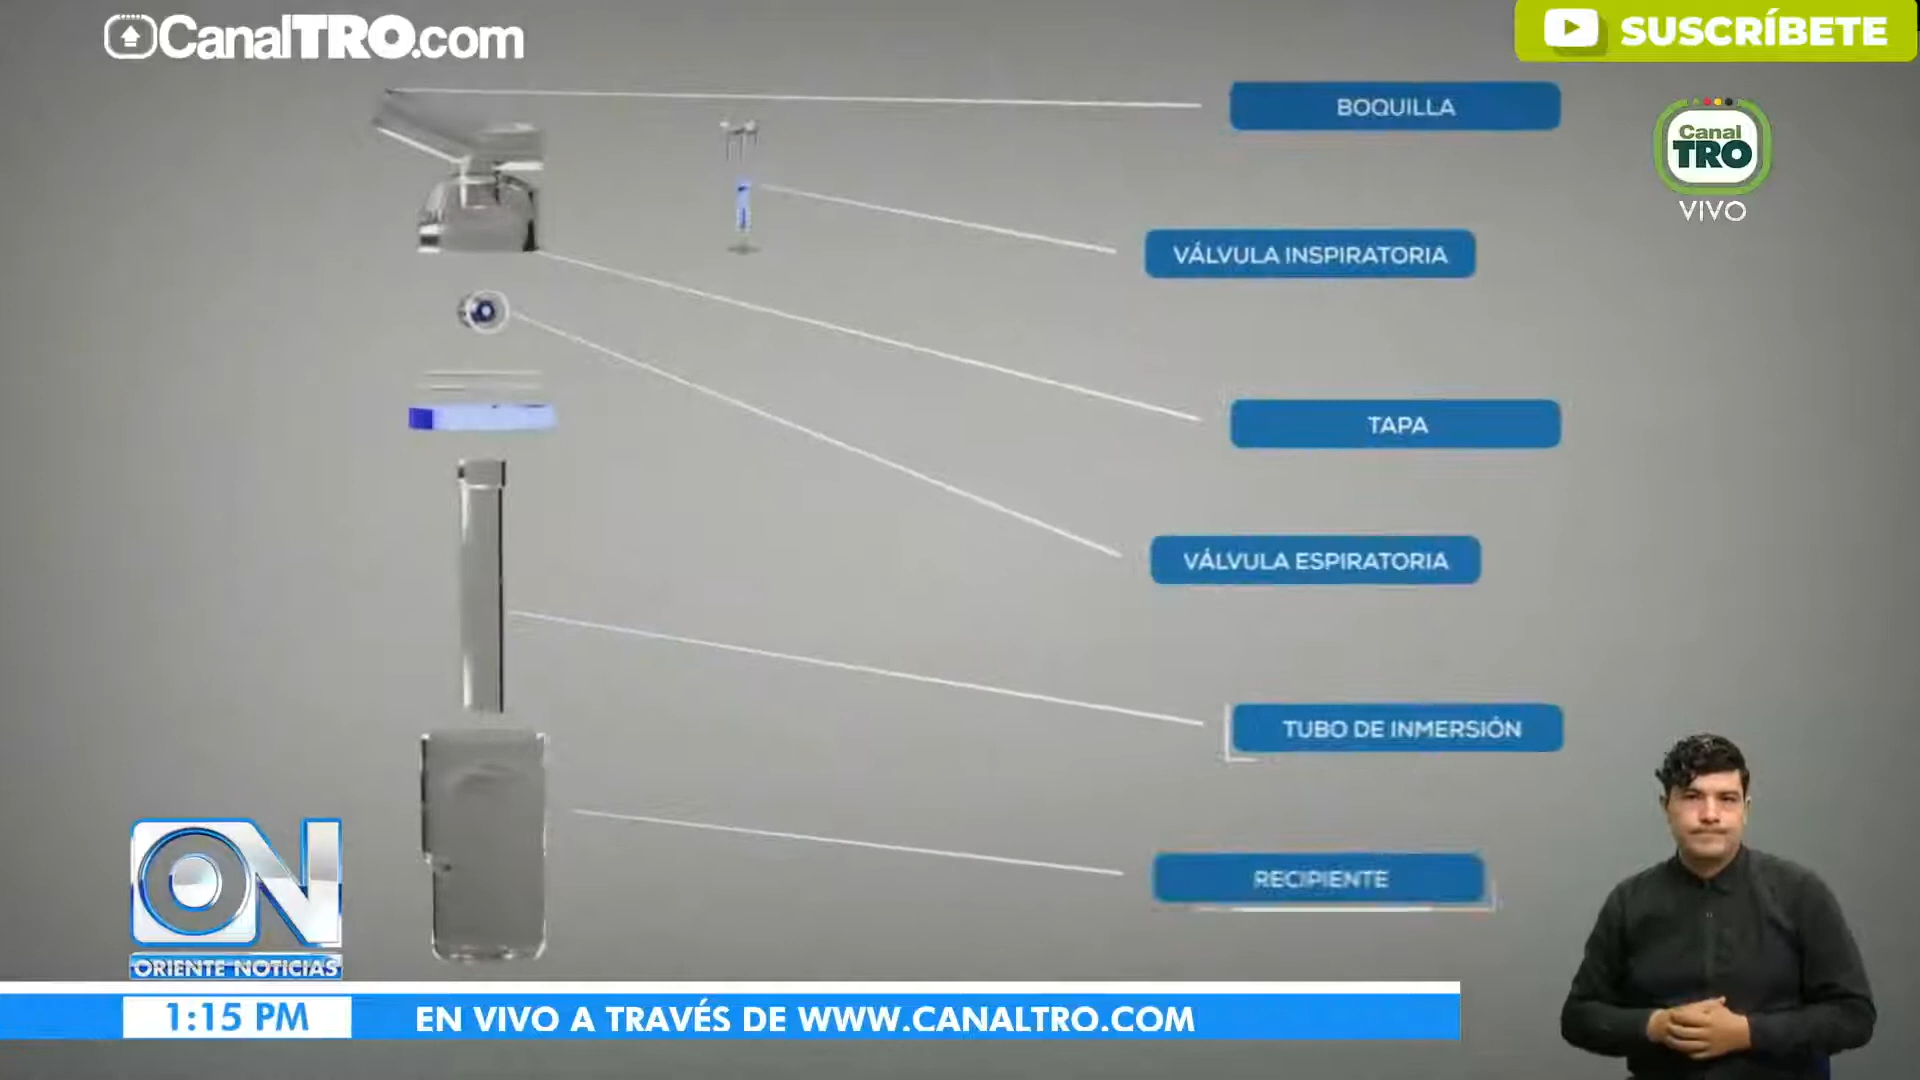 CanalTRO.com
SUSCRÍBETE
BOQUILLA
Canal
TRO
VIVO
VÁLVULA INSPIRATORIA
TAPA
VÁLVULA ESPIRATORIA
TUBO DE INMERSIÓN
RECIPIENTE
ON
ORIENTE NOTICIAS
1:15 PM
EN VIVO A TRAVÉS DE WWW.CANALTRO.COM